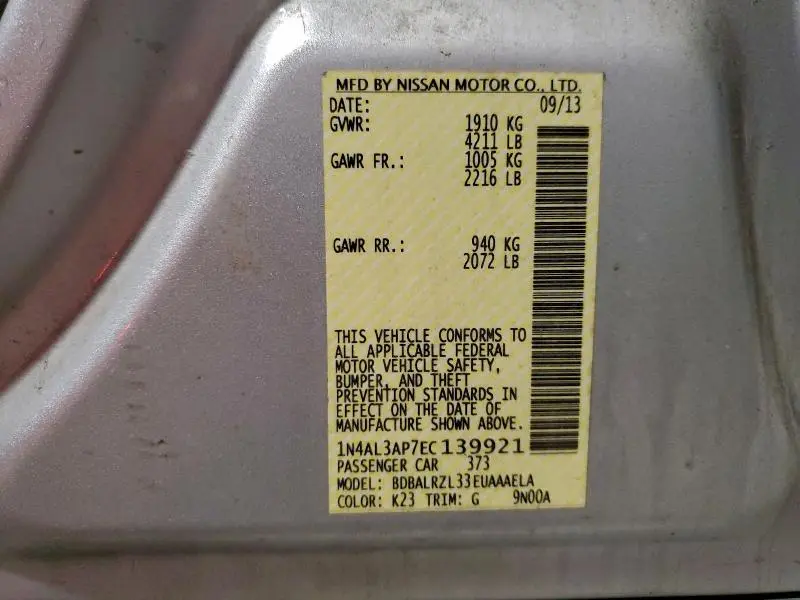 MFD BY NISSAN MOTOR CO., LTD.
DATE: 09/13
GVWR: 1910 KG
4211 LB
GAWR FR.: 1005 KG
2216 LB
GAWR RR.: 940 KG
2072 LB
THIS VEHICLE CONFORMS TO
ALL APPLICABLE FEDERAL
MOTOR VEHICLE SAFETY,
BUMPER, AND THEFT
PREVENTION STANDARDS IN
EFFECT ON THE DATE OF
MANUFACTURE SHOWN ABOVE.
1N4AL3AP7EC139921
PASSENGER CAR 373
MODEL: BDBALRZL33EUAAAELA
COLOR: K23 TRIM: G 9N00A